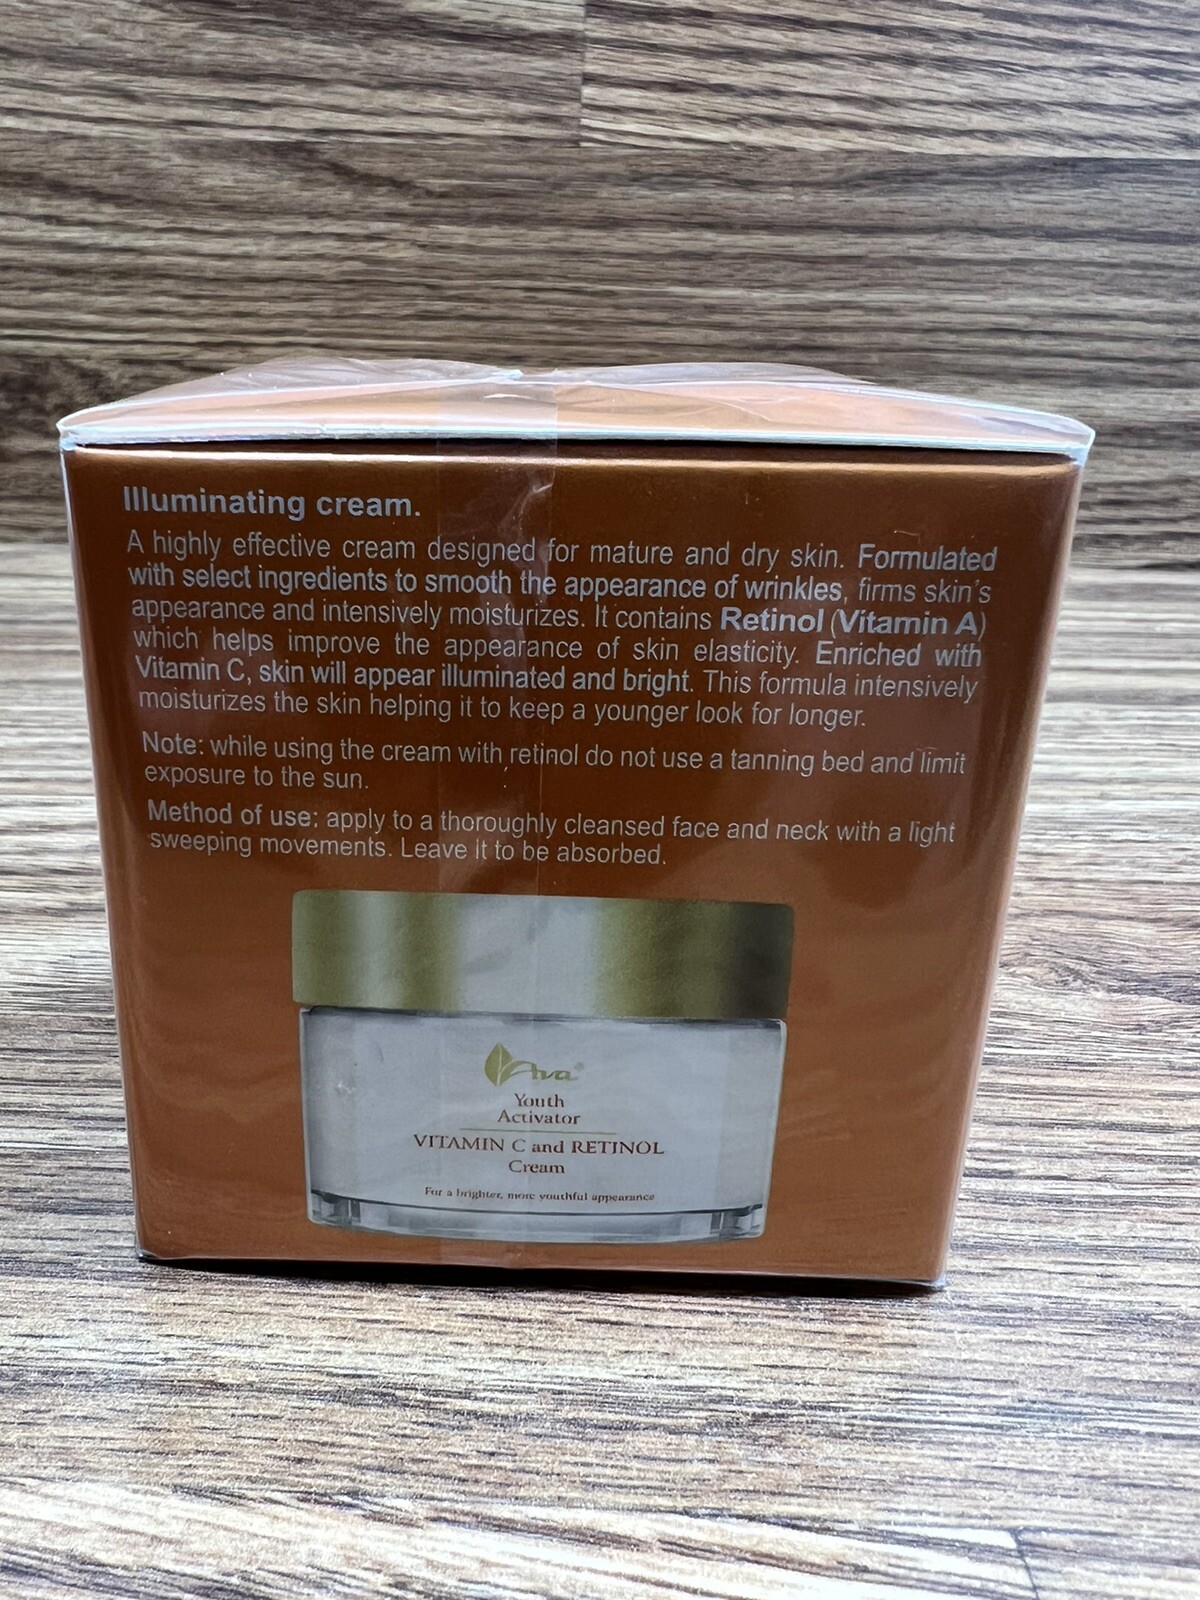 Illuminating cream.
A highly effective cream designed for mature and dry skin. Formulated
with select ingredients to smooth the appearance of wrinkles, firms skin's
appearance and intensively moisturizes. It contains Retinol (Vitamin A)
which helps improve the appearance of skin elasticity. Enriched with
Vitamin C, skin will appear illuminated and bright. This formula intensively
moisturizes the skin helping it to keep a younger look for longer.
Note: while using the cream with retinol do not use a tanning bed and limit
exposure to the sun.
Method of use: apply to a thoroughly cleansed face and neck with a light
sweeping movements. Leave it to be absorbed.
Ava®
Youth
Activator
VITAMIN C and RETINOL
Cream
For a brighter, more youthful appearance